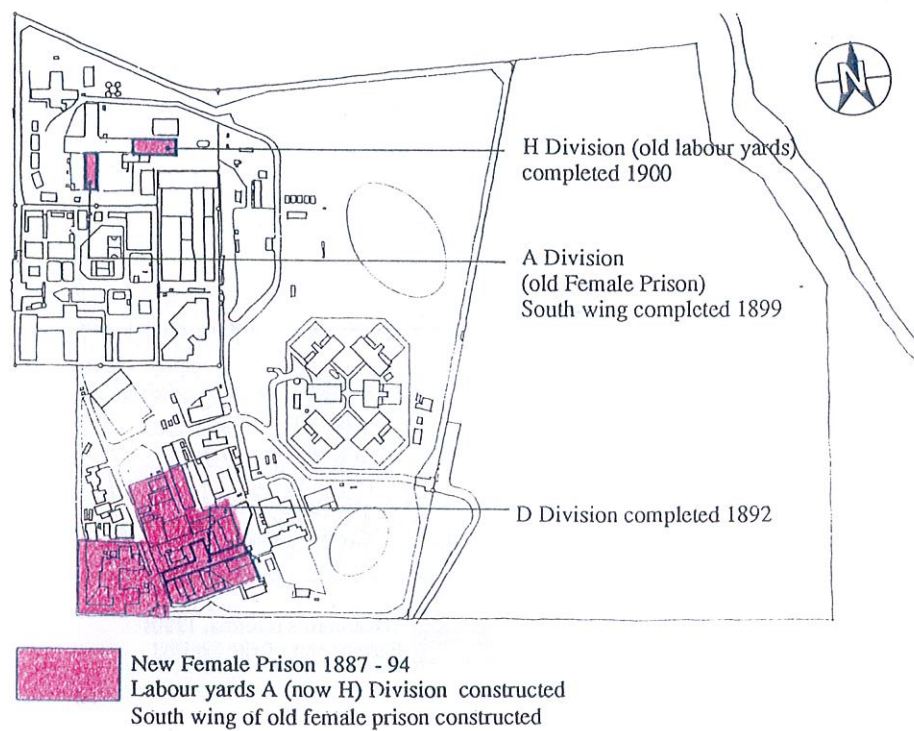 N
H Division (old labour yards)
completed 1900
A Division
(old Female Prison)
South wing completed 1899
D Division completed 1892
New Female Prison 1887 - 94
Labour yards A (now H) Division constructed
South wing of old female prison constructed